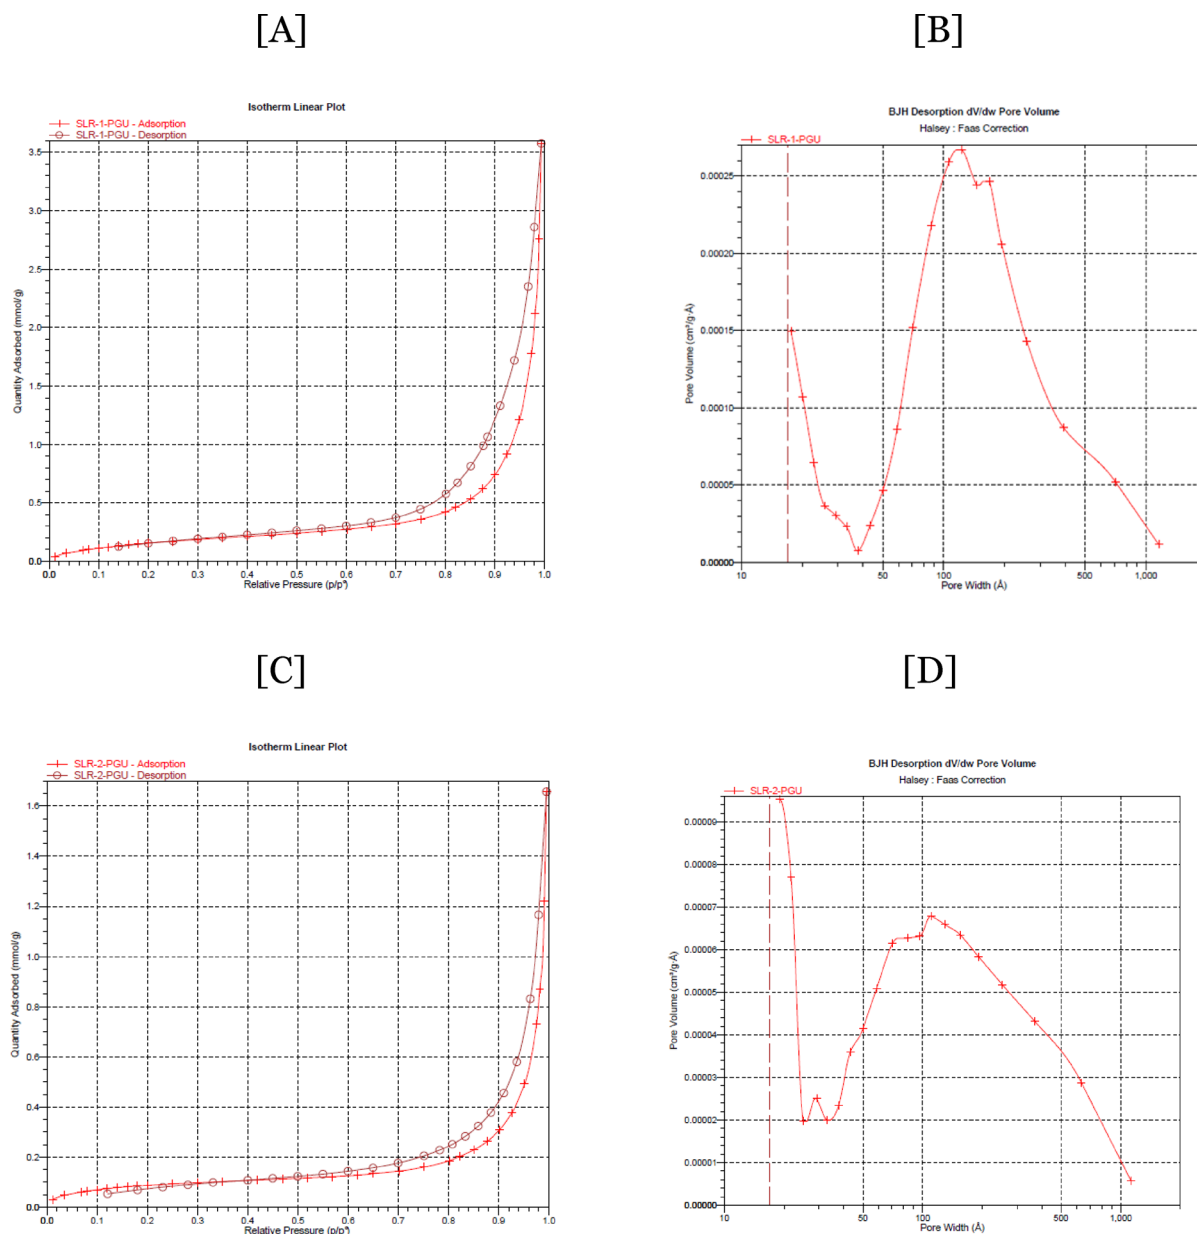 [A]
Isotherm Linear Plot
SLR-1-PGU - Adsorption
SLR-1-PGU - Desorption
Quantity Adsorbed (mmol/g)
3.5
3.0
2.5
2.0
1.5
1.0
0.5
0.0
0.0 0.1 0.2 0.3 0.4 0.5 0.6 0.7 0.8 0.9 1.0
Relative Pressure (p/p°)
[B]
BJH Desorption dV/dw Pore Volume
Halsey : Faas Correction
SLR-1-PGU
Pore Volume (cm³/g·Å)
0.00025
0.00020
0.00015
0.00010
0.00005
0.00000
10 50 100 500 1,000
Pore Width (Å)
[C]
Isotherm Linear Plot
SLR-2-PGU - Adsorption
SLR-2-PGU - Desorption
Quantity Adsorbed (mmol/g)
1.6
1.4
1.2
1.0
0.8
0.6
0.4
0.2
0.0
0.0 0.1 0.2 0.3 0.4 0.5 0.6 0.7 0.8 0.9 1.0
Relative Pressure (p/p°)
[D]
BJH Desorption dV/dw Pore Volume
Halsey : Faas Correction
SLR-2-PGU
Pore Volume (cm³/g·Å)
0.00009
0.00008
0.00007
0.00006
0.00005
0.00004
0.00003
0.00002
0.00001
0.00000
10 50 100 500 1,000
Pore Width (Å)